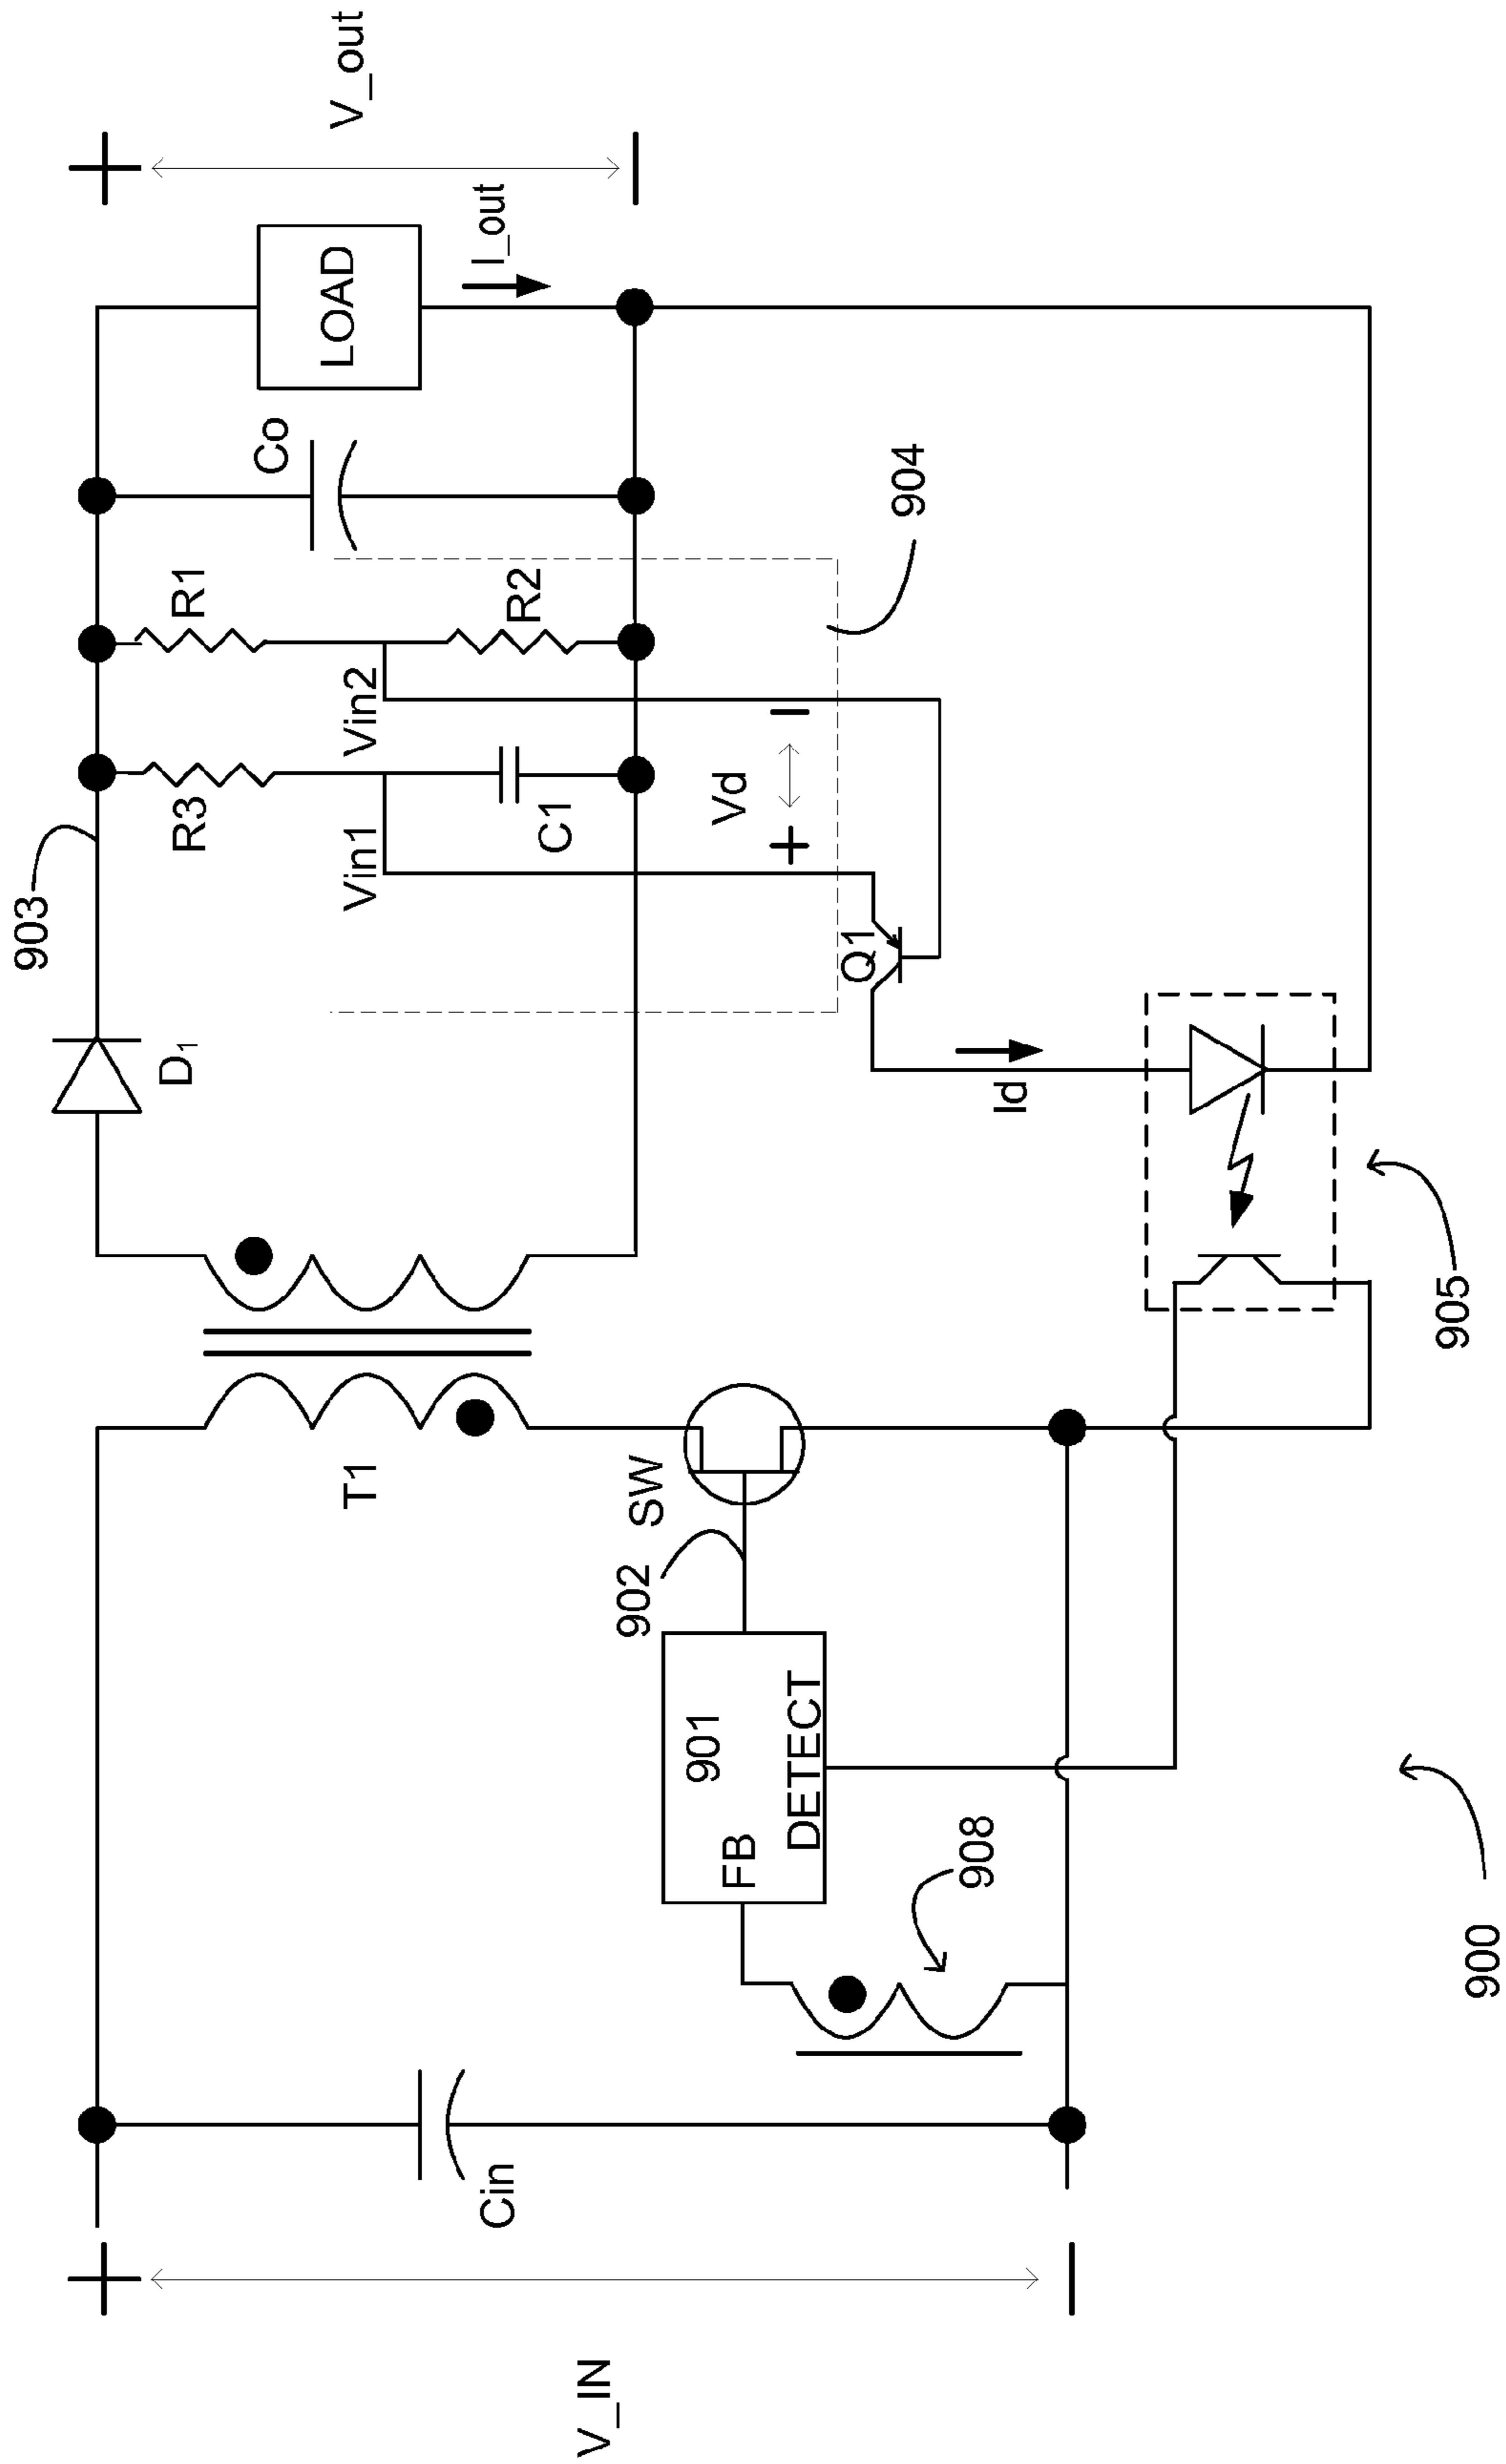 V_IN
Cin
T1
SW
902
901
FB
DETECT
908
D1
903
R3
R1
Co
LOAD
I_out
V_out
Vin1
Vin2
C1
R2
Vd
904
Q1
Id
905
900